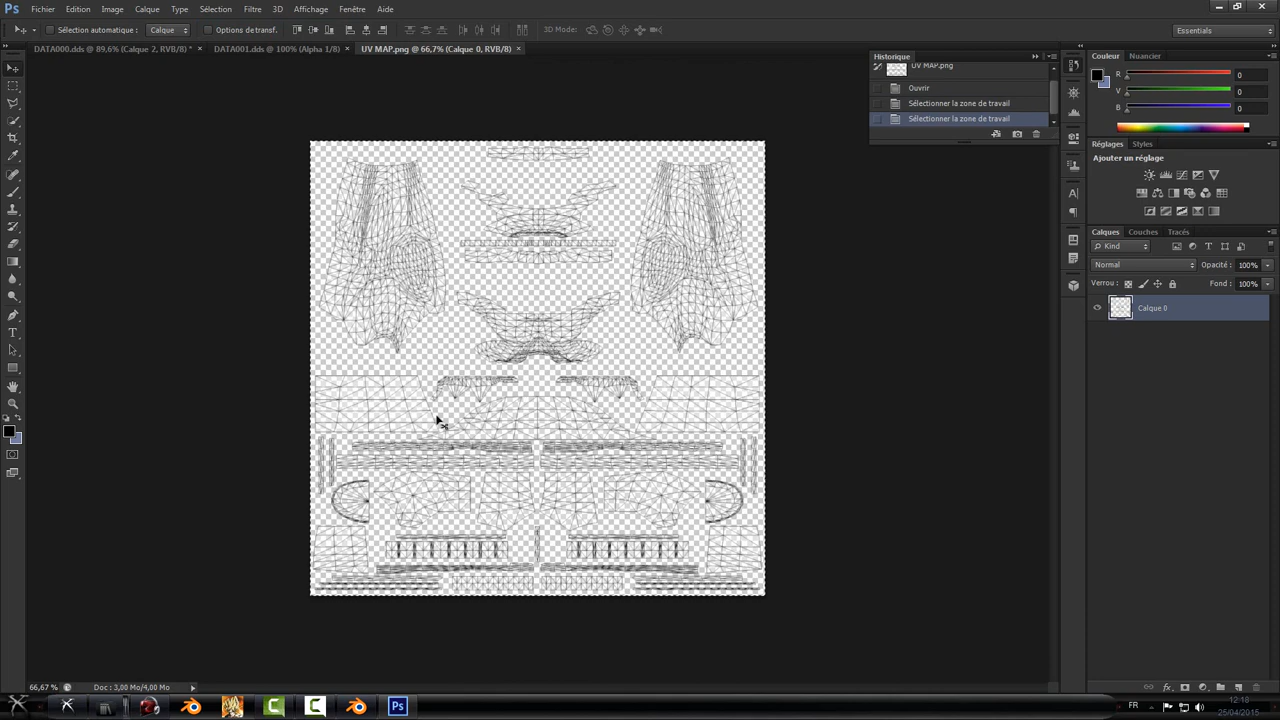 Ps Fichier Edition Image Calque Type Sélection Filtre 3D Affichage Fenêtre Aide
Sélection automatique : Calque Options de transf. 3D Mode : Essentials
DATA000.dds @ 89,6% (Calque 2, RVB/8) * × DATA001.dds @ 100% (Alpha 1/8) × UV MAP.png @ 66,7% (Calque 0, RVB/8) ×
Historique
UV MAP.png
Ouvrir
Sélectionner la zone de travail
Sélectionner la zone de travail
Couleur Nuancier
R 0
V 0
B 0
Réglages Styles
Ajouter un réglage
Calques Couches Tracés
Kind
Normal Opacité : 100%
Verrou : Fond : 100%
Calque 0
66,67 % Doc : 3,00 Mo/4,00 Mo
Ps FR 12:18
25/04/2015